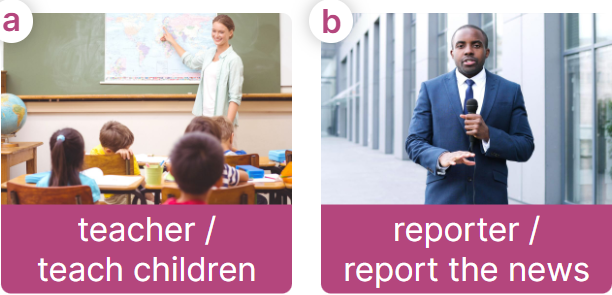 a
teacher /
teach children
b
reporter /
report the news